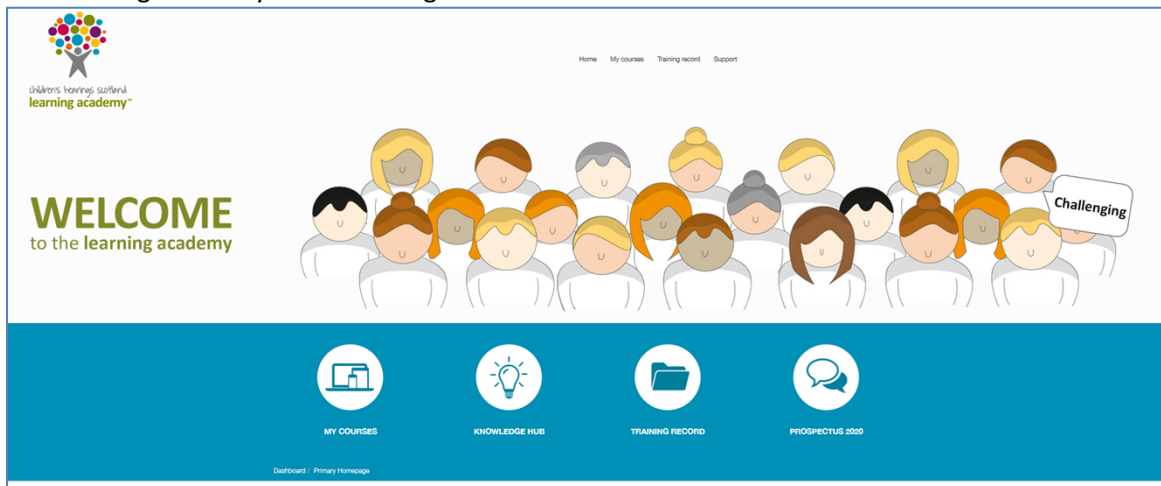 children's hearings scotland
learning academy™
Home My courses Training record Support
WELCOME
to the learning academy
Challenging
MY COURSES KNOWLEDGE HUB TRAINING RECORD PROSPECTUS 2020
Dashboard / Primary Homepage